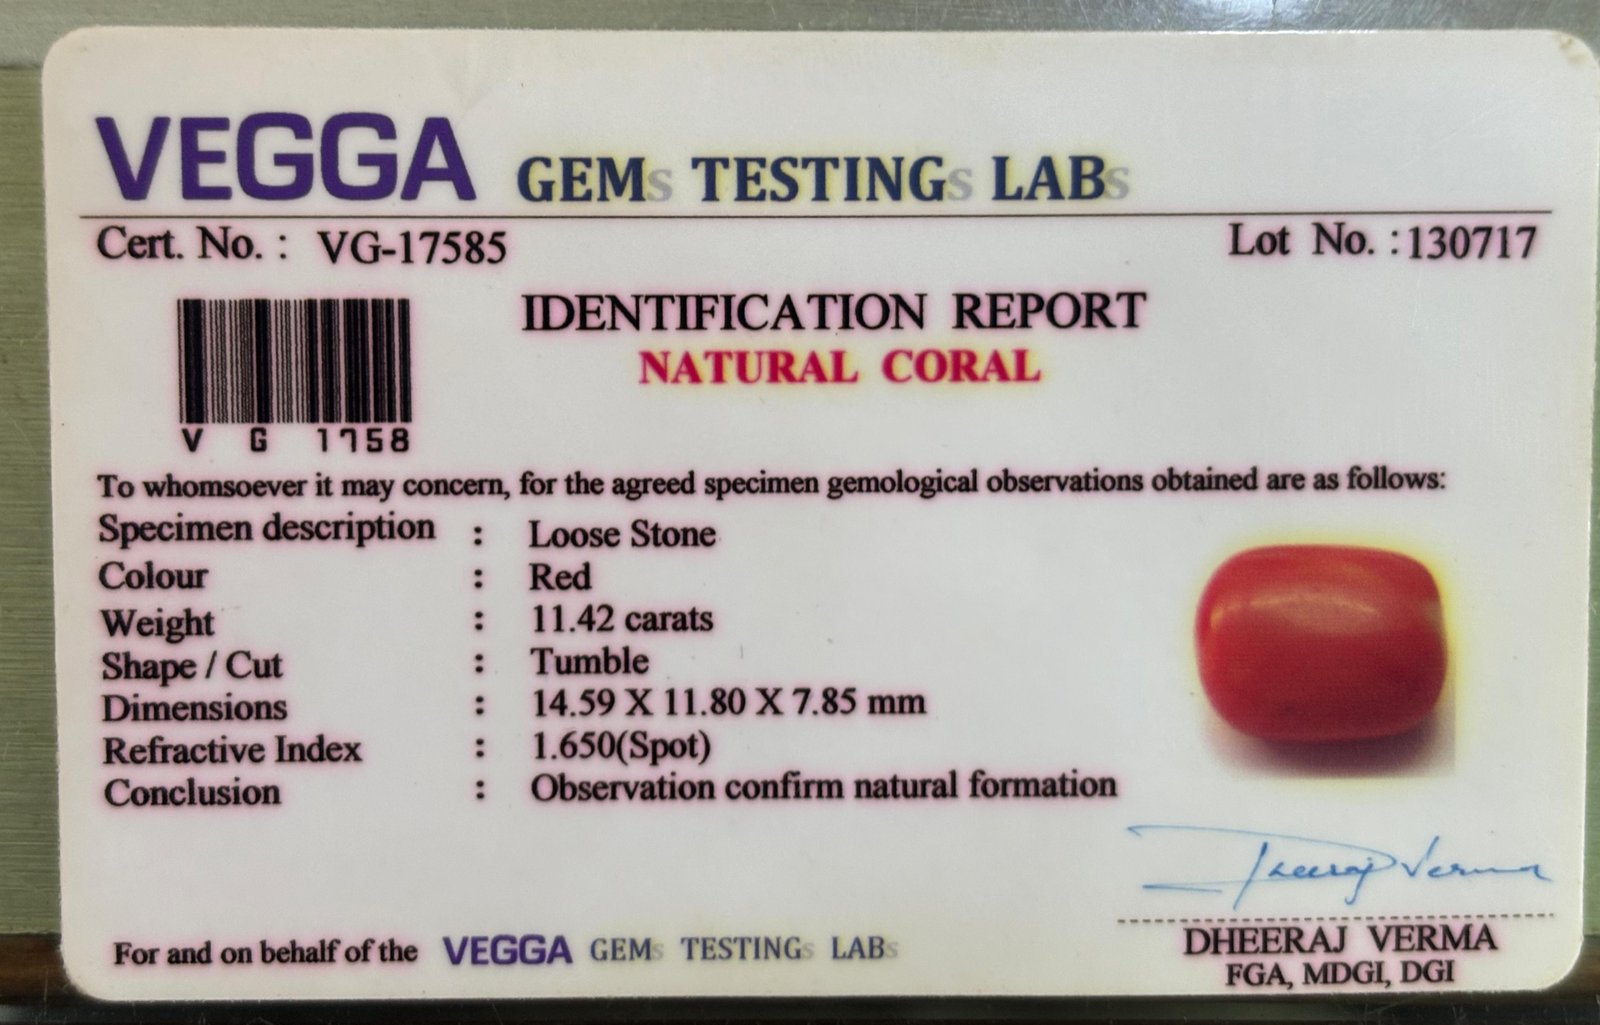 VEGGA GEMs TESTINGs LABs
Cert. No. : VG-17585 Lot No. : 130717
IDENTIFICATION REPORT
NATURAL CORAL
V G 1758
To whomsoever it may concern, for the agreed specimen gemological observations obtained are as follows:
Specimen description : Loose Stone
Colour : Red
Weight : 11.42 carats
Shape / Cut : Tumble
Dimensions : 14.59 X 11.80 X 7.85 mm
Refractive Index : 1.650(Spot)
Conclusion : Observation confirm natural formation
Dheeraj Verma
For and on behalf of the VEGGA GEMs TESTINGs LABs
DHEERAJ VERMA
FGA, MDGI, DGI